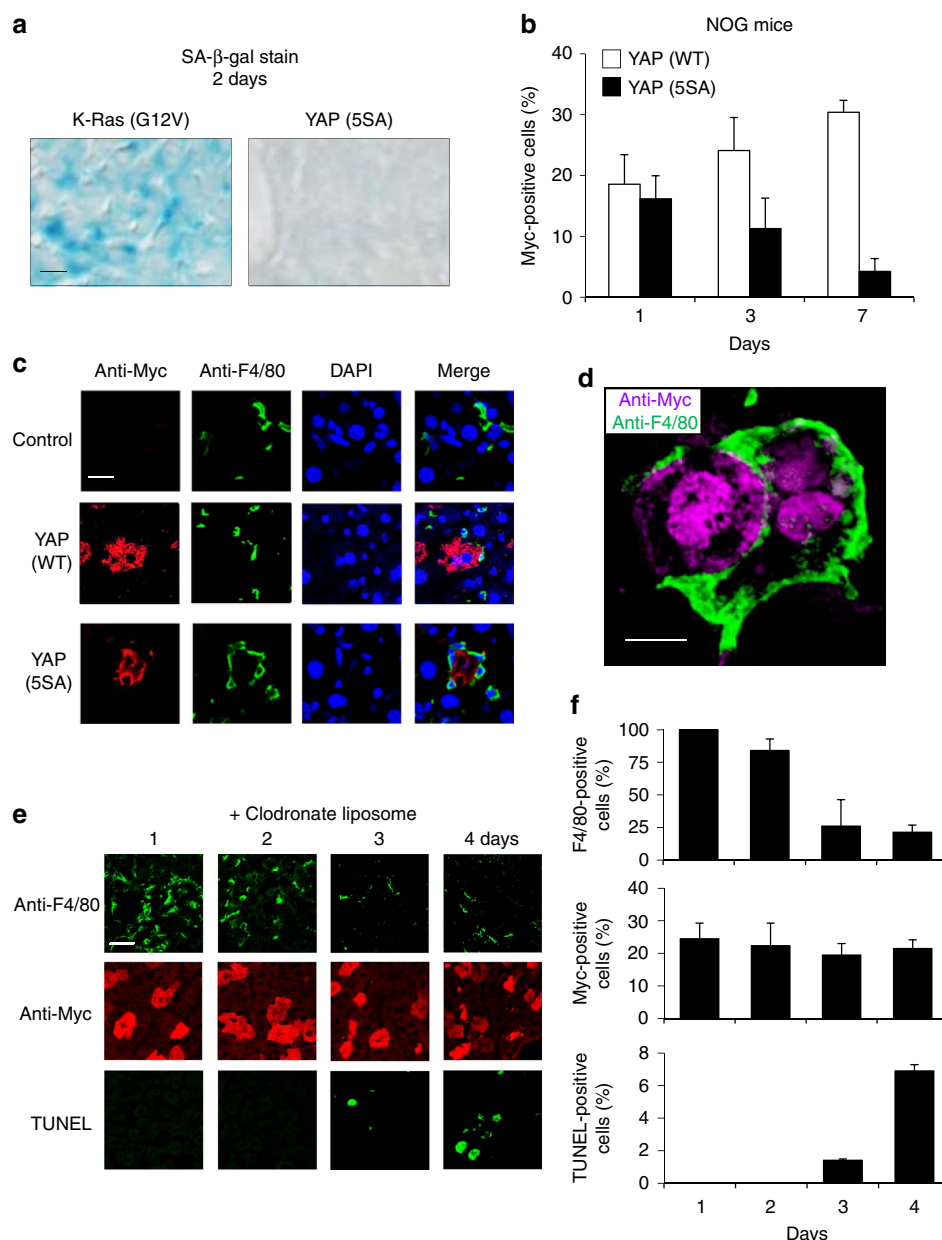 a
SA-β-gal stain
2 days
K-Ras (G12V)
YAP (5SA)
b
NOG mice
YAP (WT)
YAP (5SA)
Myc-positive cells (%)
40
30
20
10
0
1
3
7
Days
c
Anti-Myc
Anti-F4/80
DAPI
Merge
Control
YAP
(WT)
YAP
(5SA)
d
Anti-Myc
Anti-F4/80
e
+ Clodronate liposome
1
2
3
4 days
Anti-F4/80
Anti-Myc
TUNEL
f
F4/80-positive
cells (%)
100
75
50
25
0
Myc-positive
cells (%)
40
30
20
10
0
TUNEL-positive
cells (%)
8
6
4
2
0
1
2
3
4
Days